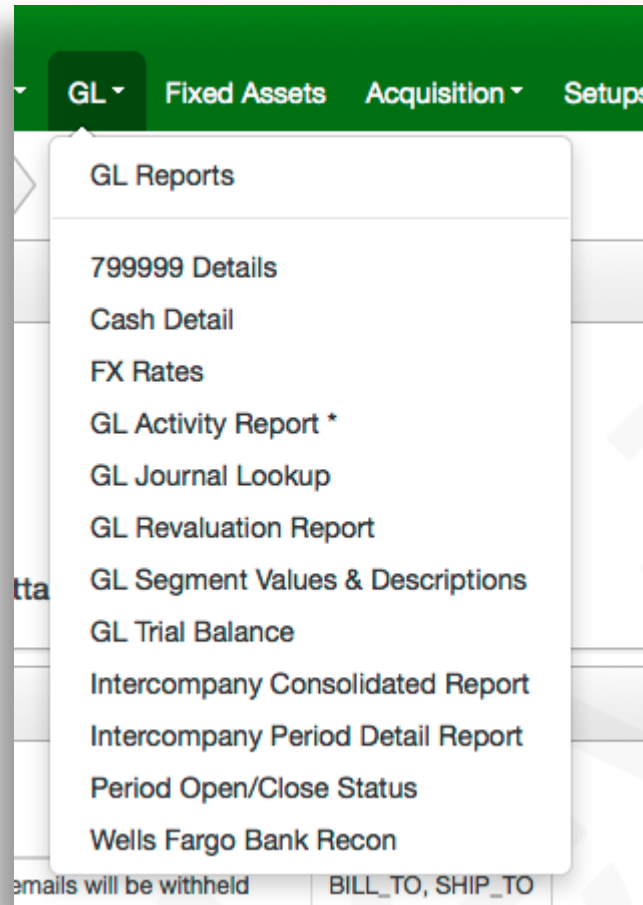 GL Fixed Assets Acquisition Setups
GL Reports
799999 Details
Cash Detail
FX Rates
GL Activity Report *
GL Journal Lookup
GL Revaluation Report
tta GL Segment Values & Descriptions
GL Trial Balance
Intercompany Consolidated Report
Intercompany Period Detail Report
Period Open/Close Status
Wells Fargo Bank Recon
emails will be withheld BILL_TO, SHIP_TO